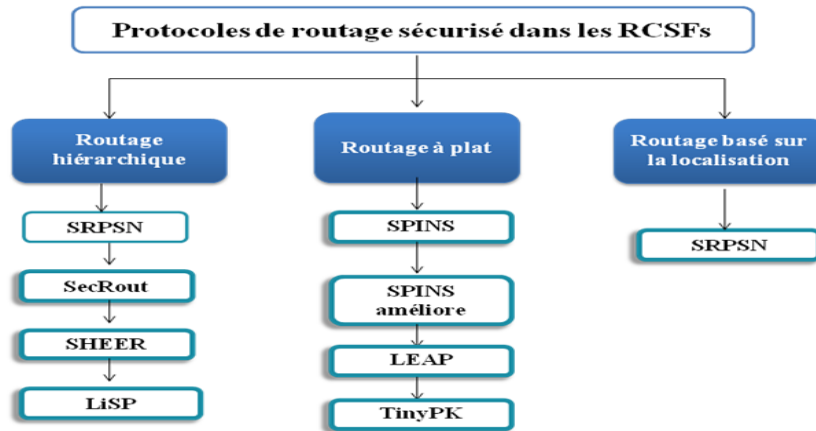 Protocoles de routage sécurisé dans les RCSFs
Routage
hiérarchique
Routage à plat
Routage basé sur
la localisation
SRPSN
SecRout
SHEER
LiSP
SPINS
SPINS
améliore
LEAP
TinyPK
SRPSN